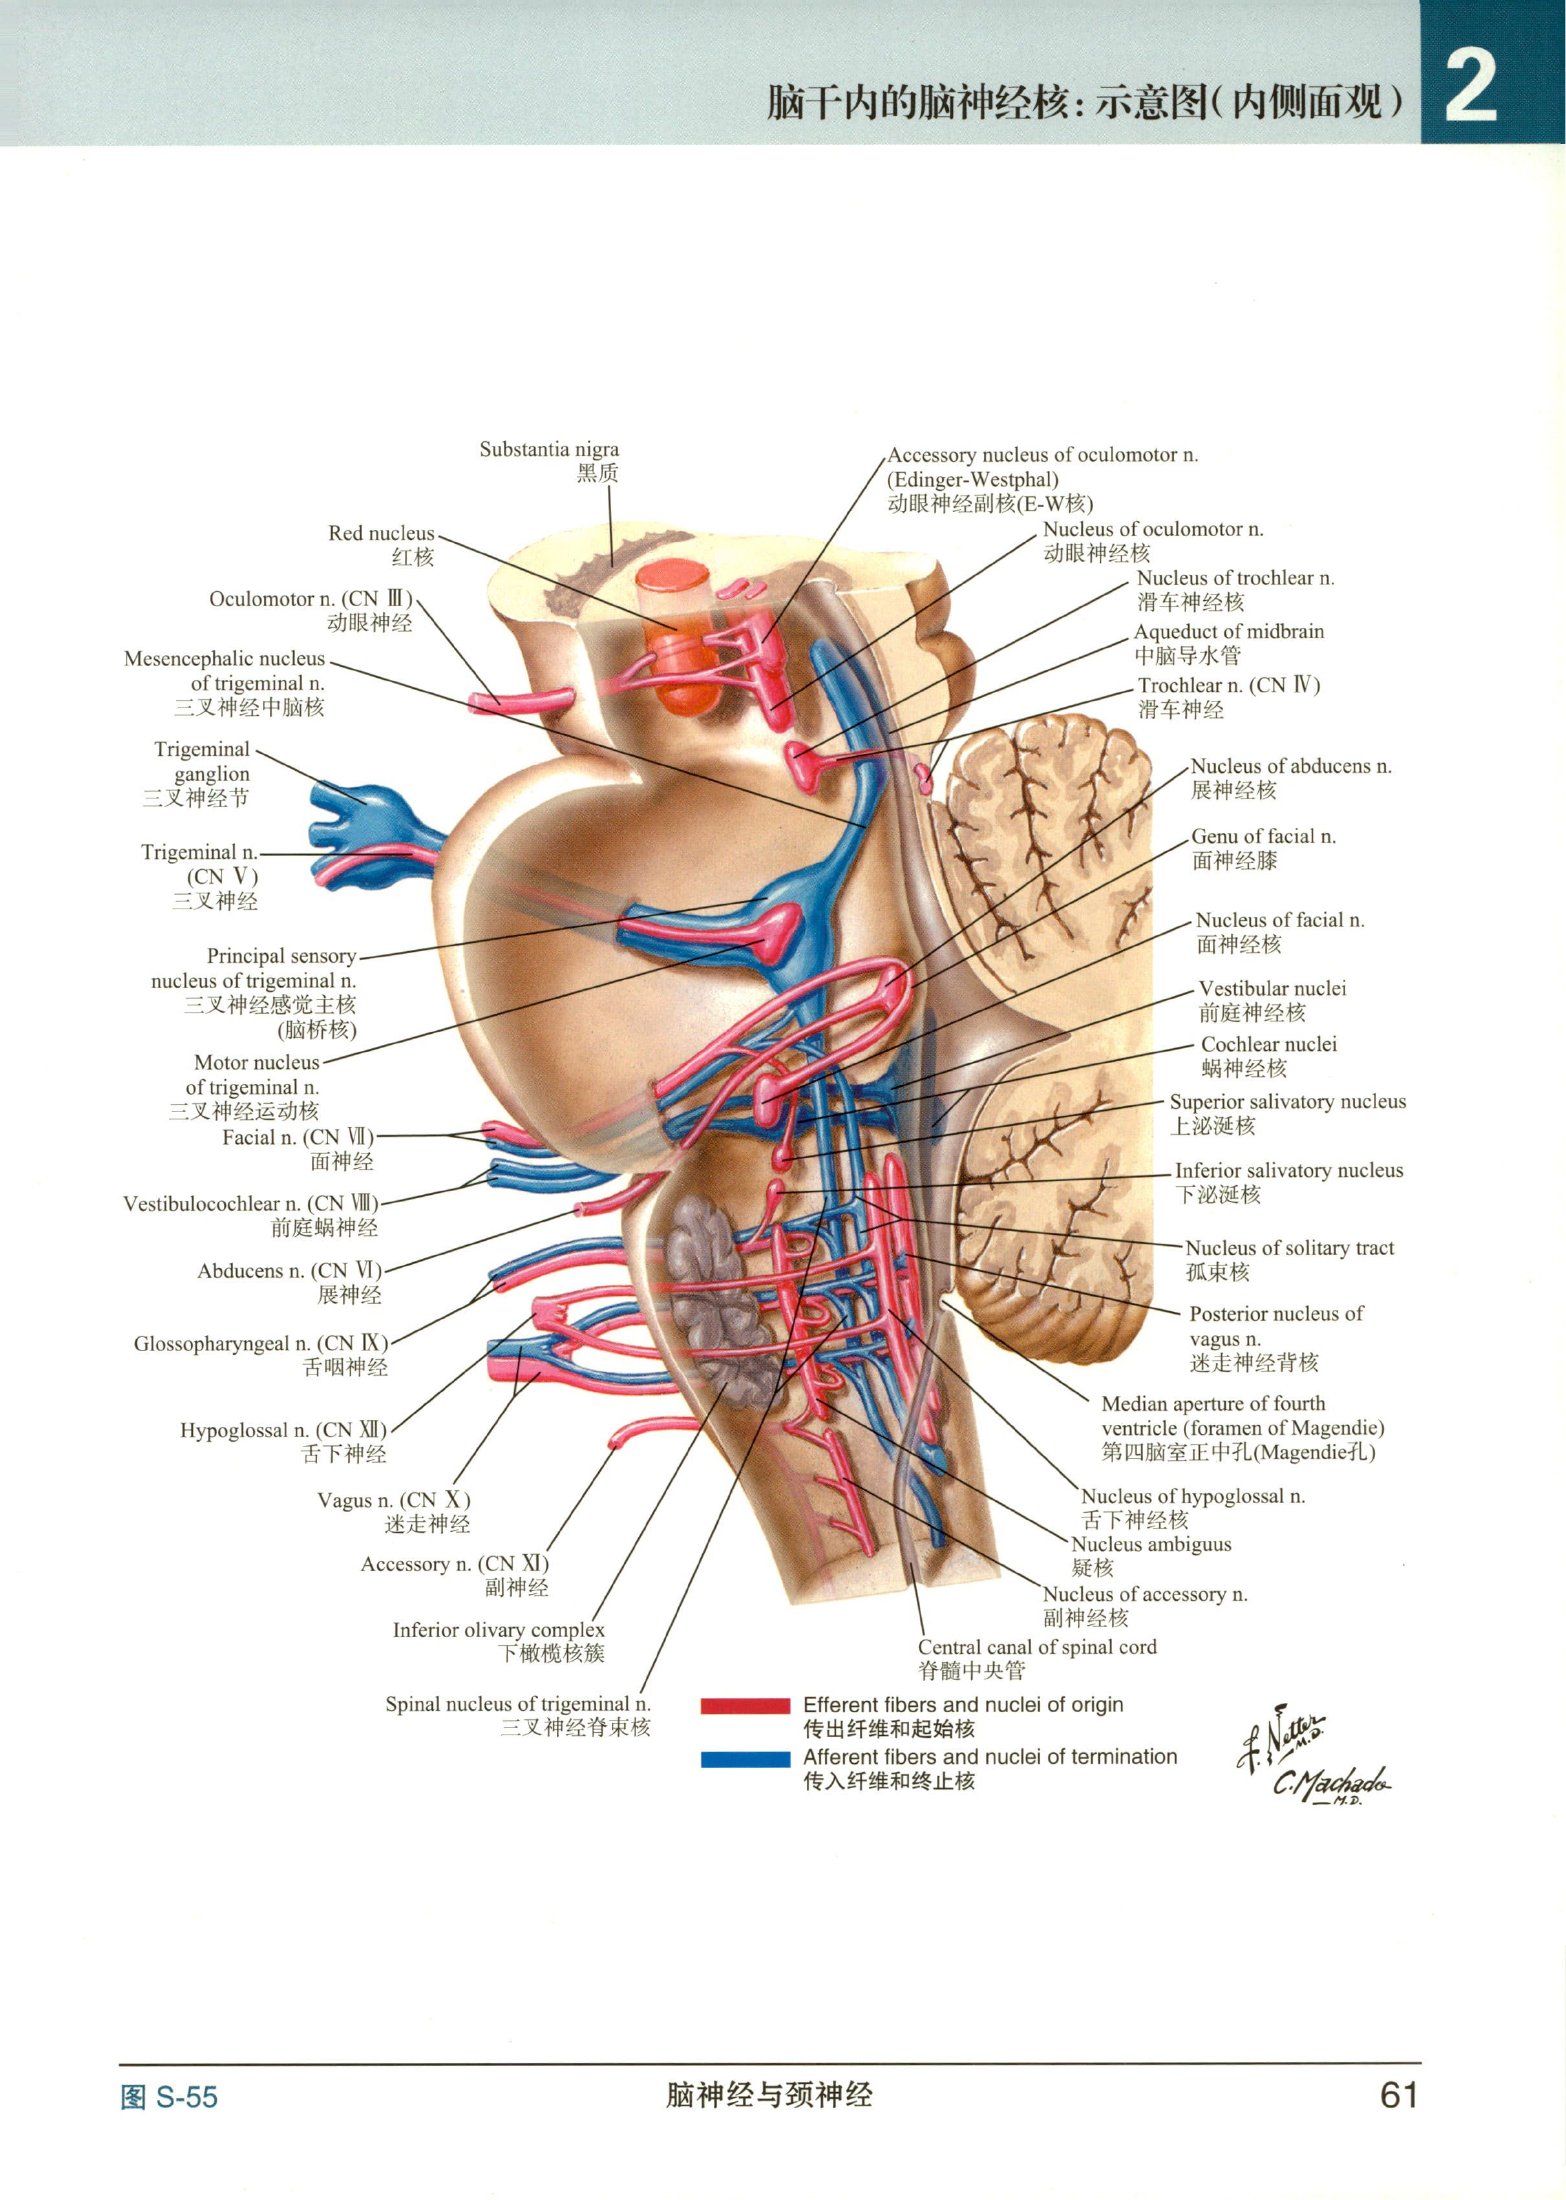 脑干内的脑神经核：示意图（内侧面观）
2
Substantia nigra
黑质
Red nucleus
红核
Oculomotor n. (CN Ⅲ)
动眼神经
Mesencephalic nucleus
of trigeminal n.
三叉神经中脑核
Trigeminal
ganglion
三叉神经节
Trigeminal n.
(CN Ⅴ)
三叉神经
Principal sensory
nucleus of trigeminal n.
三叉神经感觉主核
(脑桥核)
Motor nucleus
of trigeminal n.
三叉神经运动核
Facial n. (CN Ⅶ)
面神经
Vestibulocochlear n. (CN Ⅷ)
前庭蜗神经
Abducens n. (CN Ⅵ)
展神经
Glossopharyngeal n. (CN Ⅸ)
舌咽神经
Hypoglossal n. (CN Ⅻ)
舌下神经
Vagus n. (CN Ⅹ)
迷走神经
Accessory n. (CN Ⅺ)
副神经
Inferior olivary complex
下橄榄核簇
Spinal nucleus of trigeminal n.
三叉神经脊束核
Accessory nucleus of oculomotor n.
(Edinger-Westphal)
动眼神经副核(E-W核)
Nucleus of oculomotor n.
动眼神经核
Nucleus of trochlear n.
滑车神经核
Aqueduct of midbrain
中脑导水管
Trochlear n. (CN Ⅳ)
滑车神经
Nucleus of abducens n.
展神经核
Genu of facial n.
面神经膝
Nucleus of facial n.
面神经核
Vestibular nuclei
前庭神经核
Cochlear nuclei
蜗神经核
Superior salivatory nucleus
上泌涎核
Inferior salivatory nucleus
下泌涎核
Nucleus of solitary tract
孤束核
Posterior nucleus of
vagus n.
迷走神经背核
Median aperture of fourth
ventricle (foramen of Magendie)
第四脑室正中孔(Magendie孔)
Nucleus of hypoglossal n.
舌下神经核
Nucleus ambiguus
疑核
Nucleus of accessory n.
副神经核
Central canal of spinal cord
脊髓中央管
Efferent fibers and nuclei of origin
传出纤维和起始核
Afferent fibers and nuclei of termination
传入纤维和终止核
F. Netter
M.D.
C. Machado
M.D.
图 S-55
脑神经与颈神经
61